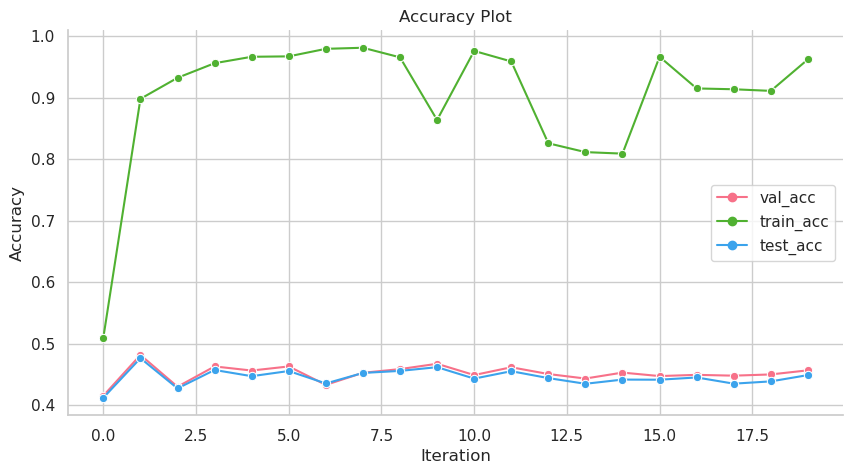 Accuracy Plot
1.0
0.9
0.8
0.7
0.6
0.5
0.4
Accuracy
val_acc
train_acc
test_acc
0.0 2.5 5.0 7.5 10.0 12.5 15.0 17.5
Iteration